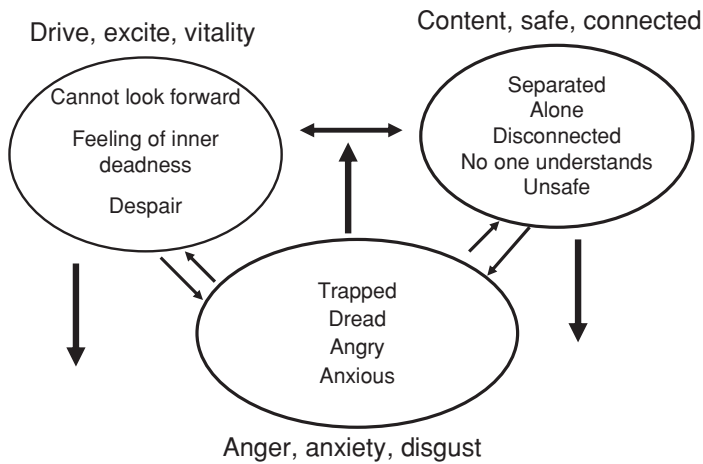 Drive, excite, vitality
Cannot look forward
Feeling of inner
deadness
Despair
Content, safe, connected
Separated
Alone
Disconnected
No one understands
Unsafe
Trapped
Dread
Angry
Anxious
Anger, anxiety, disgust